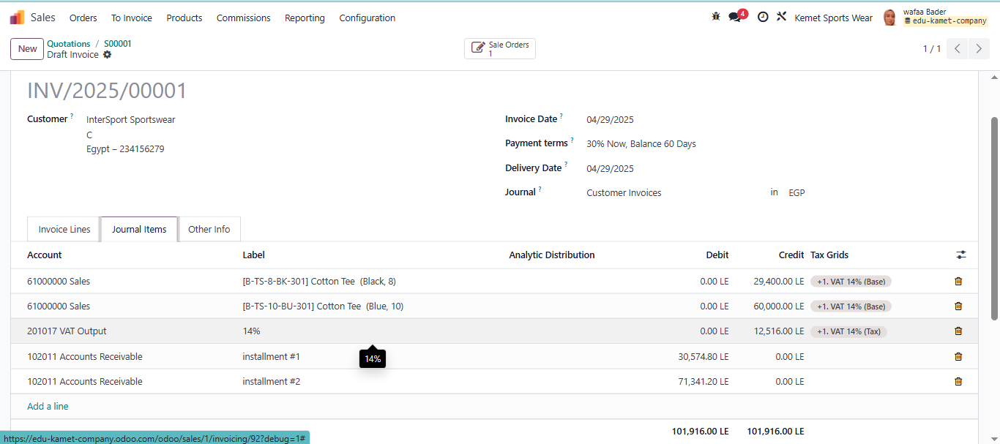 Sales Orders To Invoice Products Commissions Reporting Configuration 4 Kemet Sports Wear wafaa Bader
edu-kamet-company
New Quotations / S00001
Draft Invoice
Sale Orders
1
1 / 1
INV/2025/00001
Customer ? InterSport Sportswear
C
Egypt – 234156279
Invoice Date ? 04/29/2025
Payment terms ? 30% Now, Balance 60 Days
Delivery Date ? 04/29/2025
Journal ? Customer Invoices in EGP
Invoice Lines Journal Items Other Info
Account Label Analytic Distribution Debit Credit Tax Grids
61000000 Sales [B-TS-8-BK-301] Cotton Tee (Black, 8) 0.00 LE 29,400.00 LE +1. VAT 14% (Base)
61000000 Sales [B-TS-10-BU-301] Cotton Tee (Blue, 10) 0.00 LE 60,000.00 LE +1. VAT 14% (Base)
201017 VAT Output 14% 0.00 LE 12,516.00 LE +1. VAT 14% (Tax)
102011 Accounts Receivable installment #1 30,574.80 LE 0.00 LE
14%
102011 Accounts Receivable installment #2 71,341.20 LE 0.00 LE
Add a line
101,916.00 LE 101,916.00 LE
https://edu-kamet-company.odoo.com/odoo/sales/1/invoicing/92?debug=1#